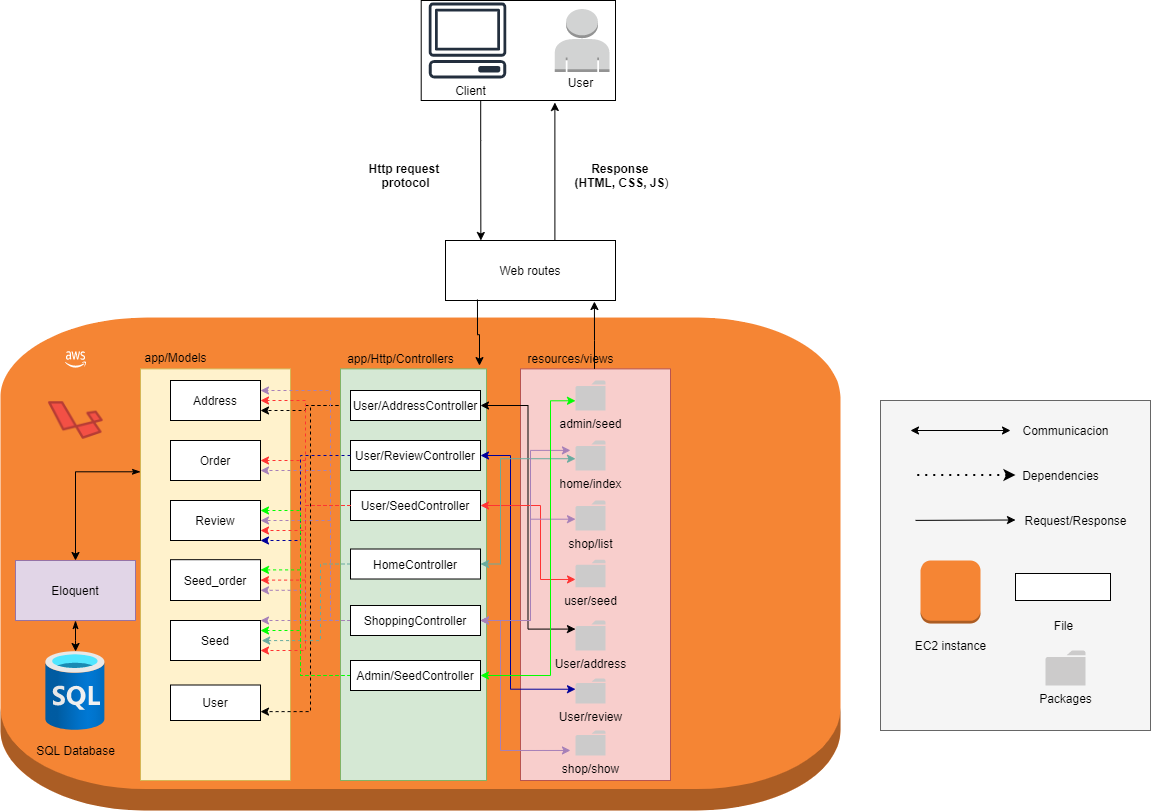 Client
User
Http request
protocol
Response
(HTML, CSS, JS)
Web routes
aws
app/Models
app/Http/Controllers
resources/views
Address
Order
Review
Seed_order
Seed
User
User/AddressController
User/ReviewController
User/SeedController
HomeController
ShoppingController
Admin/SeedController
admin/seed
home/index
shop/list
user/seed
User/address
User/review
shop/show
Eloquent
SQL
SQL Database
Communicacion
Dependencies
Request/Response
EC2 instance
File
Packages